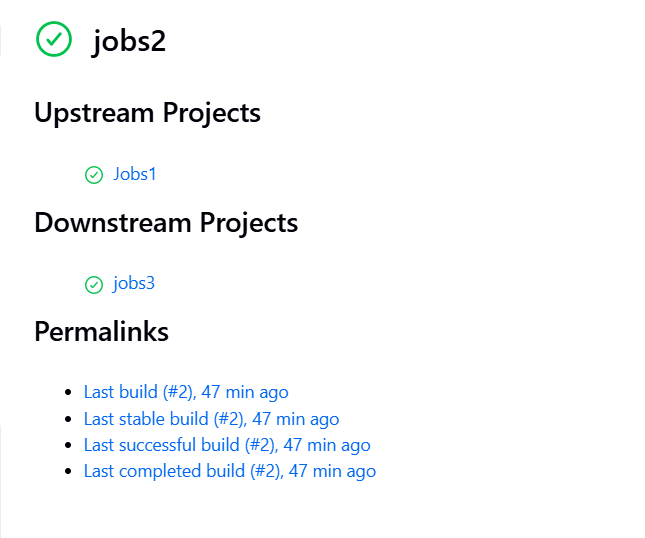 jobs2
Upstream Projects
Jobs1
Downstream Projects
jobs3
Permalinks
Last build (#2), 47 min ago
Last stable build (#2), 47 min ago
Last successful build (#2), 47 min ago
Last completed build (#2), 47 min ago